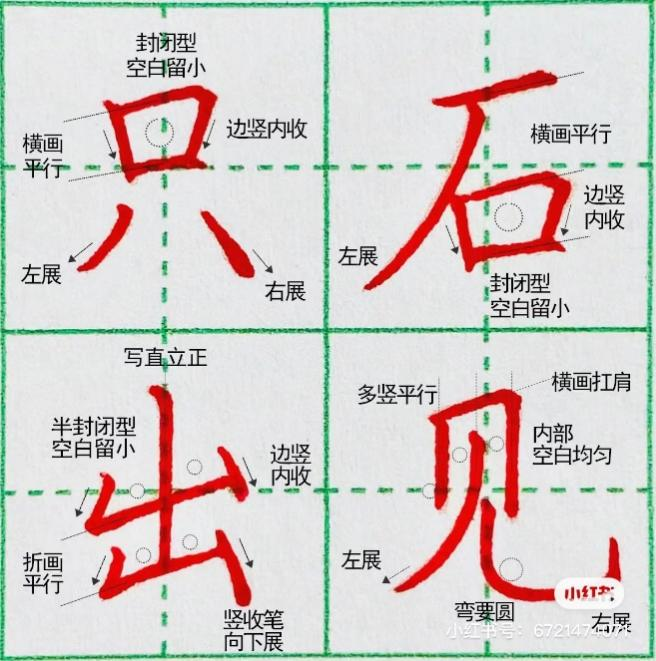 封闭型
空白留小
横画
平行
边竖内收
只
左展
右展
横画平行
石
边竖
内收
左展
封闭型
空白留小
写直立正
半封闭型
空白留小
边竖
内收
出
折画
平行
竖收笔
向下展
多竖平行
横画扛肩
内部
空白均匀
见
左展
弯要圆
小红书
右展